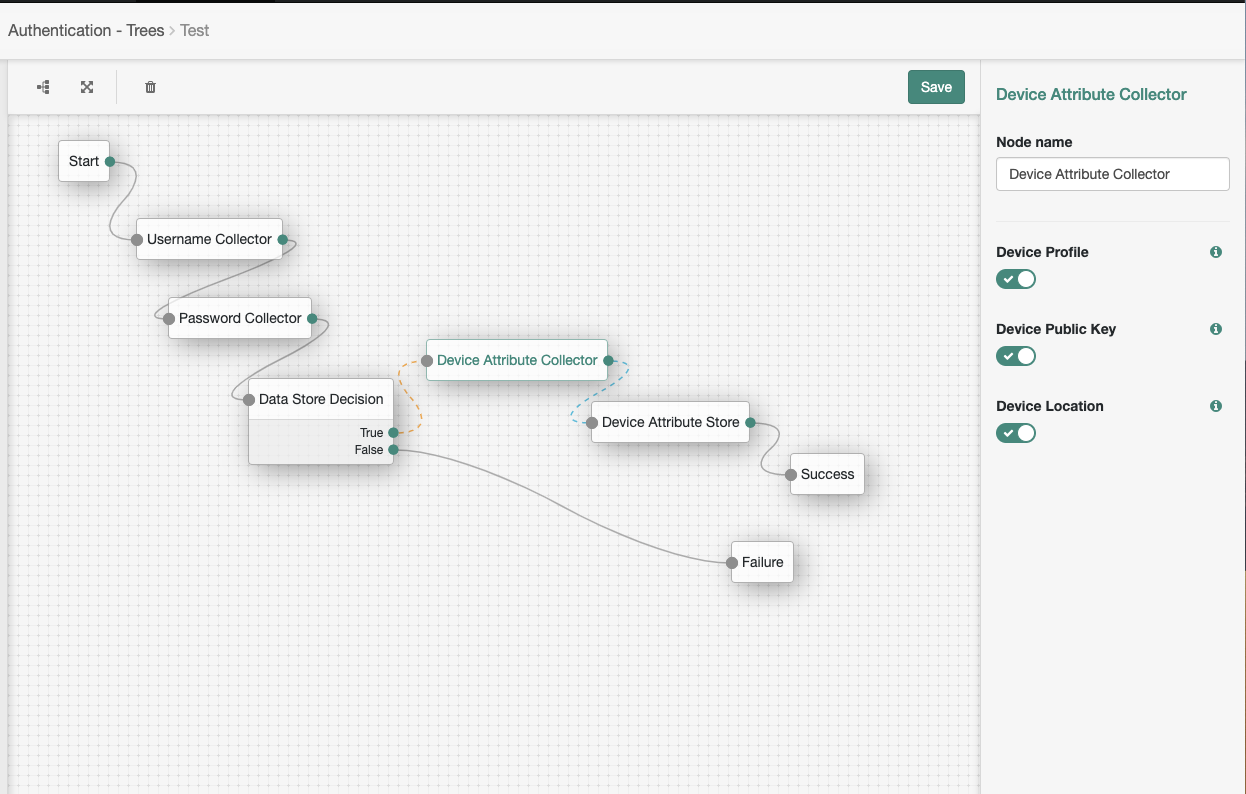 Authentication - Trees > Test
Save
Start
Username Collector
Password Collector
Data Store Decision
True
False
Device Attribute Collector
Device Attribute Store
Success
Failure
Device Attribute Collector
Node name
Device Attribute Collector
Device Profile
Device Public Key
Device Location